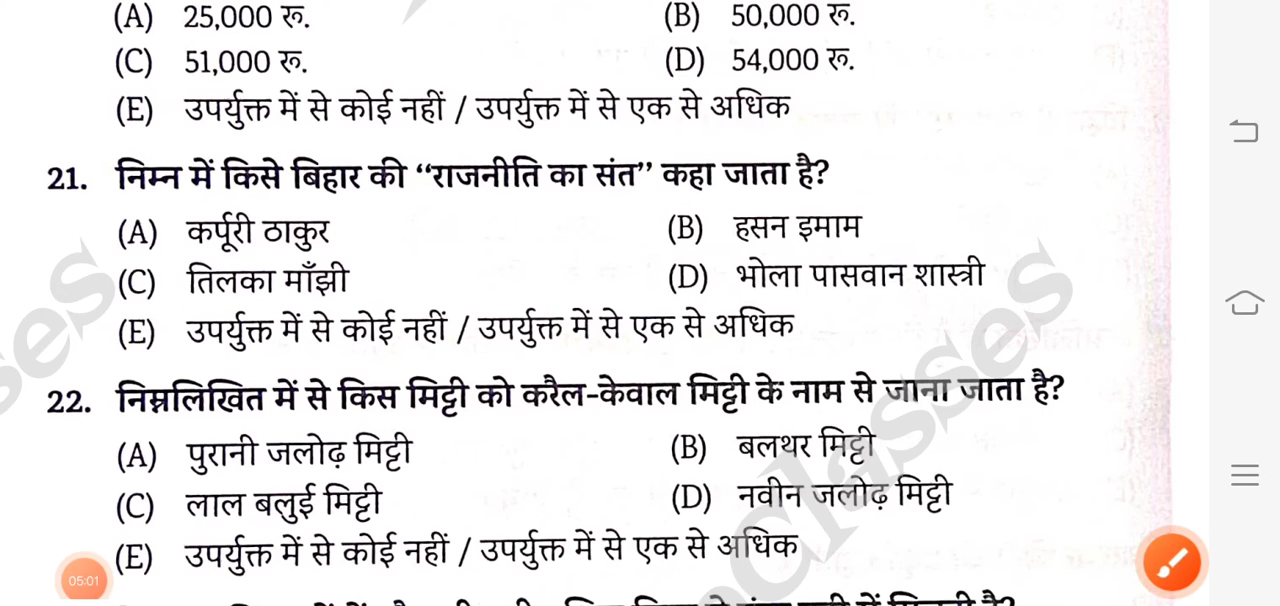 (A) 25,000 रू. (B) 50,000 रू.
(C) 51,000 रू. (D) 54,000 रू.
(E) उपर्युक्त में से कोई नहीं / उपर्युक्त में से एक से अधिक
21. निम्न में किसे बिहार की “राजनीति का संत” कहा जाता है?
(A) कर्पूरी ठाकुर (B) हसन इमाम
(C) तिलका माँझी (D) भोला पासवान शास्त्री
(E) उपर्युक्त में से कोई नहीं / उपर्युक्त में से एक से अधिक
22. निम्नलिखित में से किस मिट्टी को करैल-केवाल मिट्टी के नाम से जाना जाता है?
(A) पुरानी जलोढ़ मिट्टी (B) बलथर मिट्टी
(C) लाल बलुई मिट्टी (D) नवीन जलोढ़ मिट्टी
(E) उपर्युक्त में से कोई नहीं / उपर्युक्त में से एक से अधिक
05:01